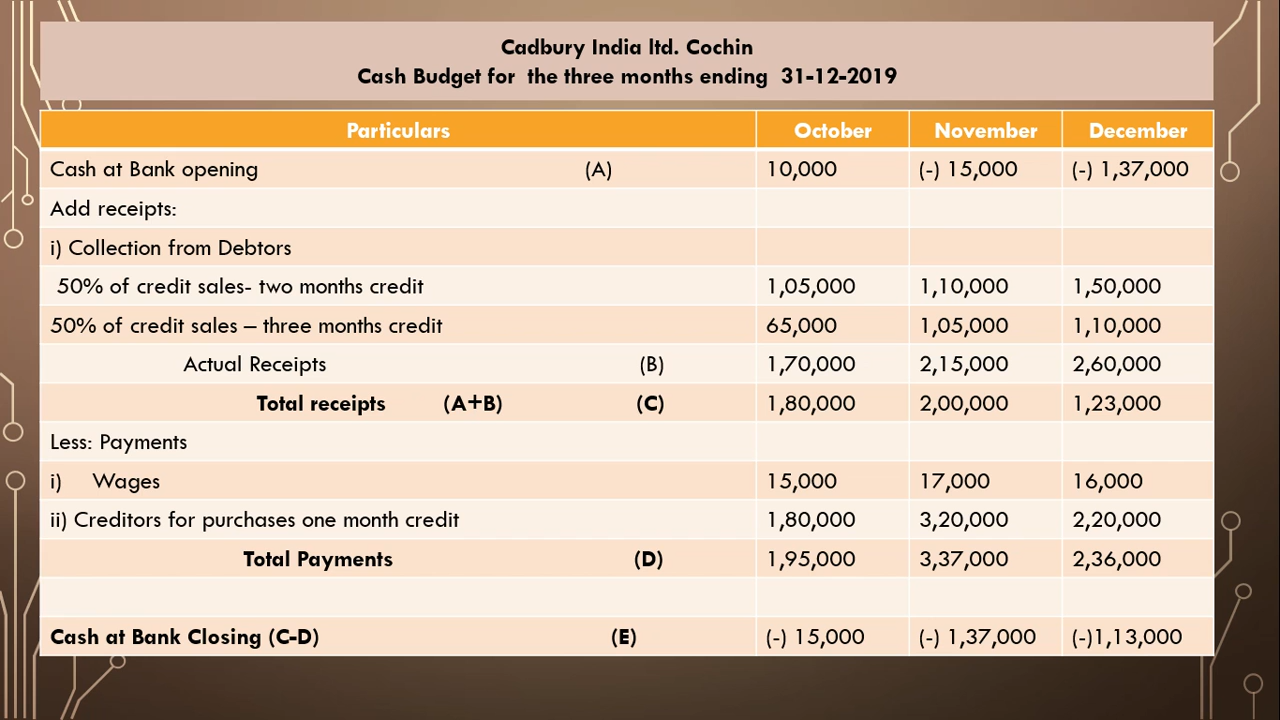 Cadbury India ltd. Cochin
Cash Budget for the three months ending 31-12-2019
Particulars October November December
Cash at Bank opening (A) 10,000 (-) 15,000 (-) 1,37,000
Add receipts:
i) Collection from Debtors
50% of credit sales- two months credit 1,05,000 1,10,000 1,50,000
50% of credit sales – three months credit 65,000 1,05,000 1,10,000
Actual Receipts (B) 1,70,000 2,15,000 2,60,000
Total receipts (A+B) (C) 1,80,000 2,00,000 1,23,000
Less: Payments
i) Wages 15,000 17,000 16,000
ii) Creditors for purchases one month credit 1,80,000 3,20,000 2,20,000
Total Payments (D) 1,95,000 3,37,000 2,36,000
Cash at Bank Closing (C-D) (E) (-) 15,000 (-) 1,37,000 (-)1,13,000